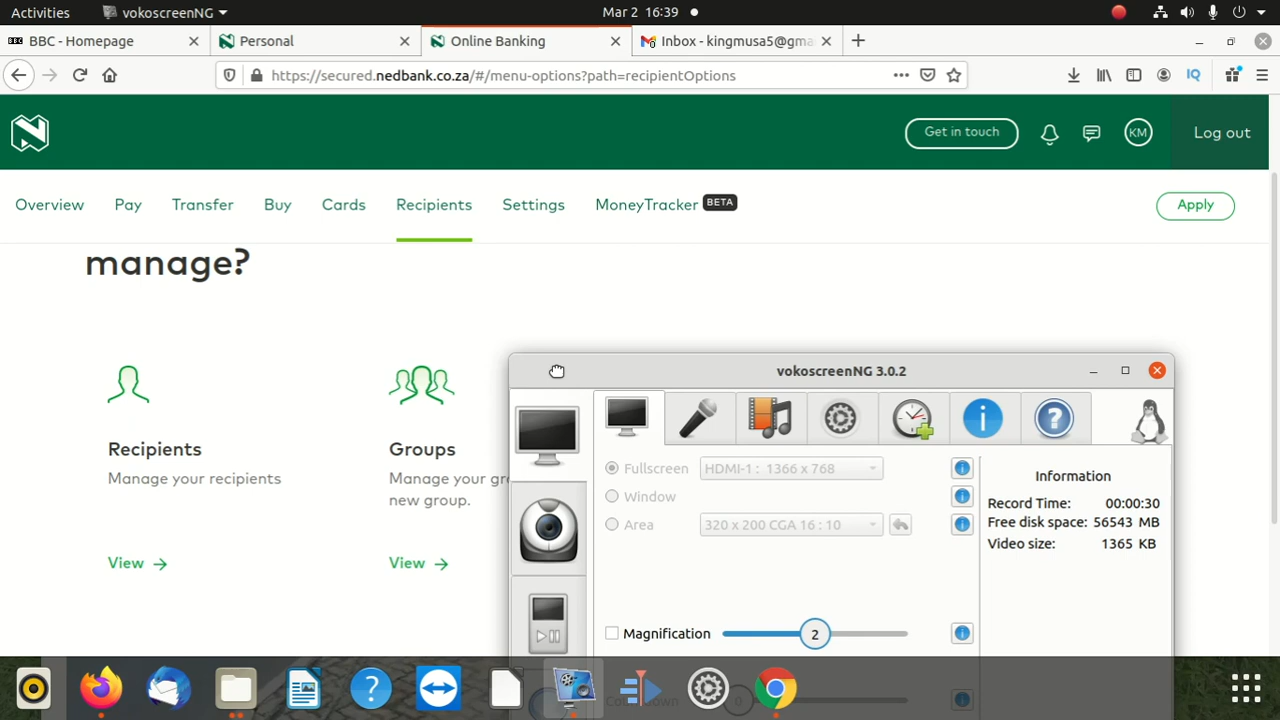 Activities vokoscreenNG Mar 2 16:39
BBC BBC - Homepage Personal Online Banking Inbox - kingmusa5@gma
https://secured.nedbank.co.za/#/menu-options?path=recipientOptions IQ
Get in touch KM Log out
Overview Pay Transfer Buy Cards Recipients Settings MoneyTracker BETA Apply
manage?
Recipients
Manage your recipients
View
Groups
Manage your gr
new group.
View
vokoscreenNG 3.0.2
Fullscreen HDMI-1 : 1366 x 768
Window
Area 320 x 200 CGA 16 : 10
Magnification 2
Information
Record Time: 00:00:30
Free disk space: 56543 MB
Video size: 1365 KB